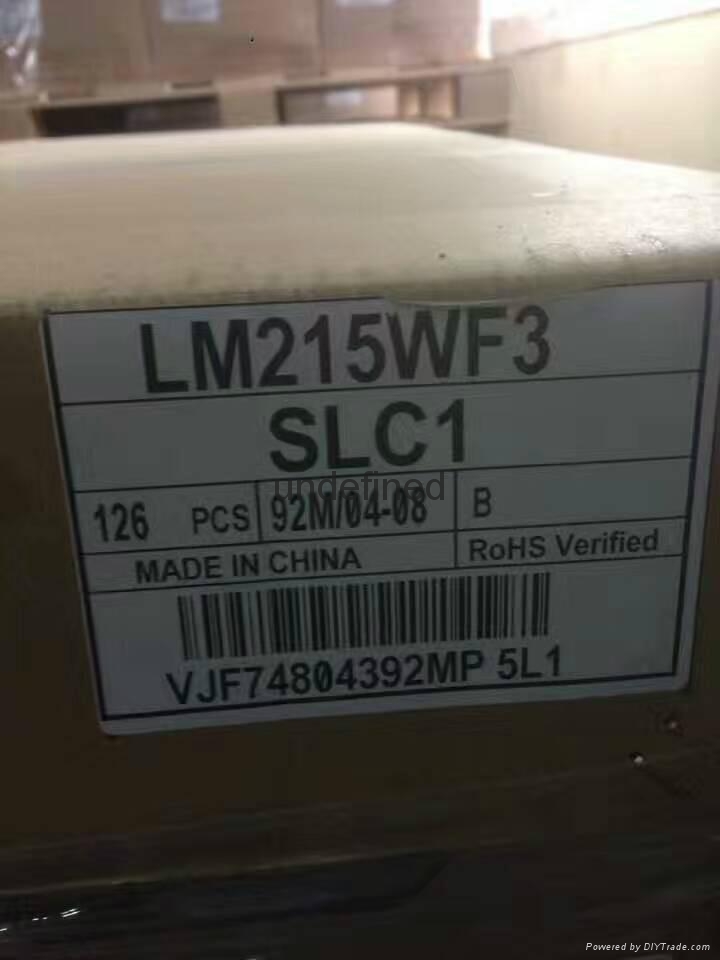 LM215WF3
SLC1
undefined
126 PCS 92M/04-08 B
MADE IN CHINA RoHS Verified
VJF74804392MP 5L1
Powered by DIYTrade.com